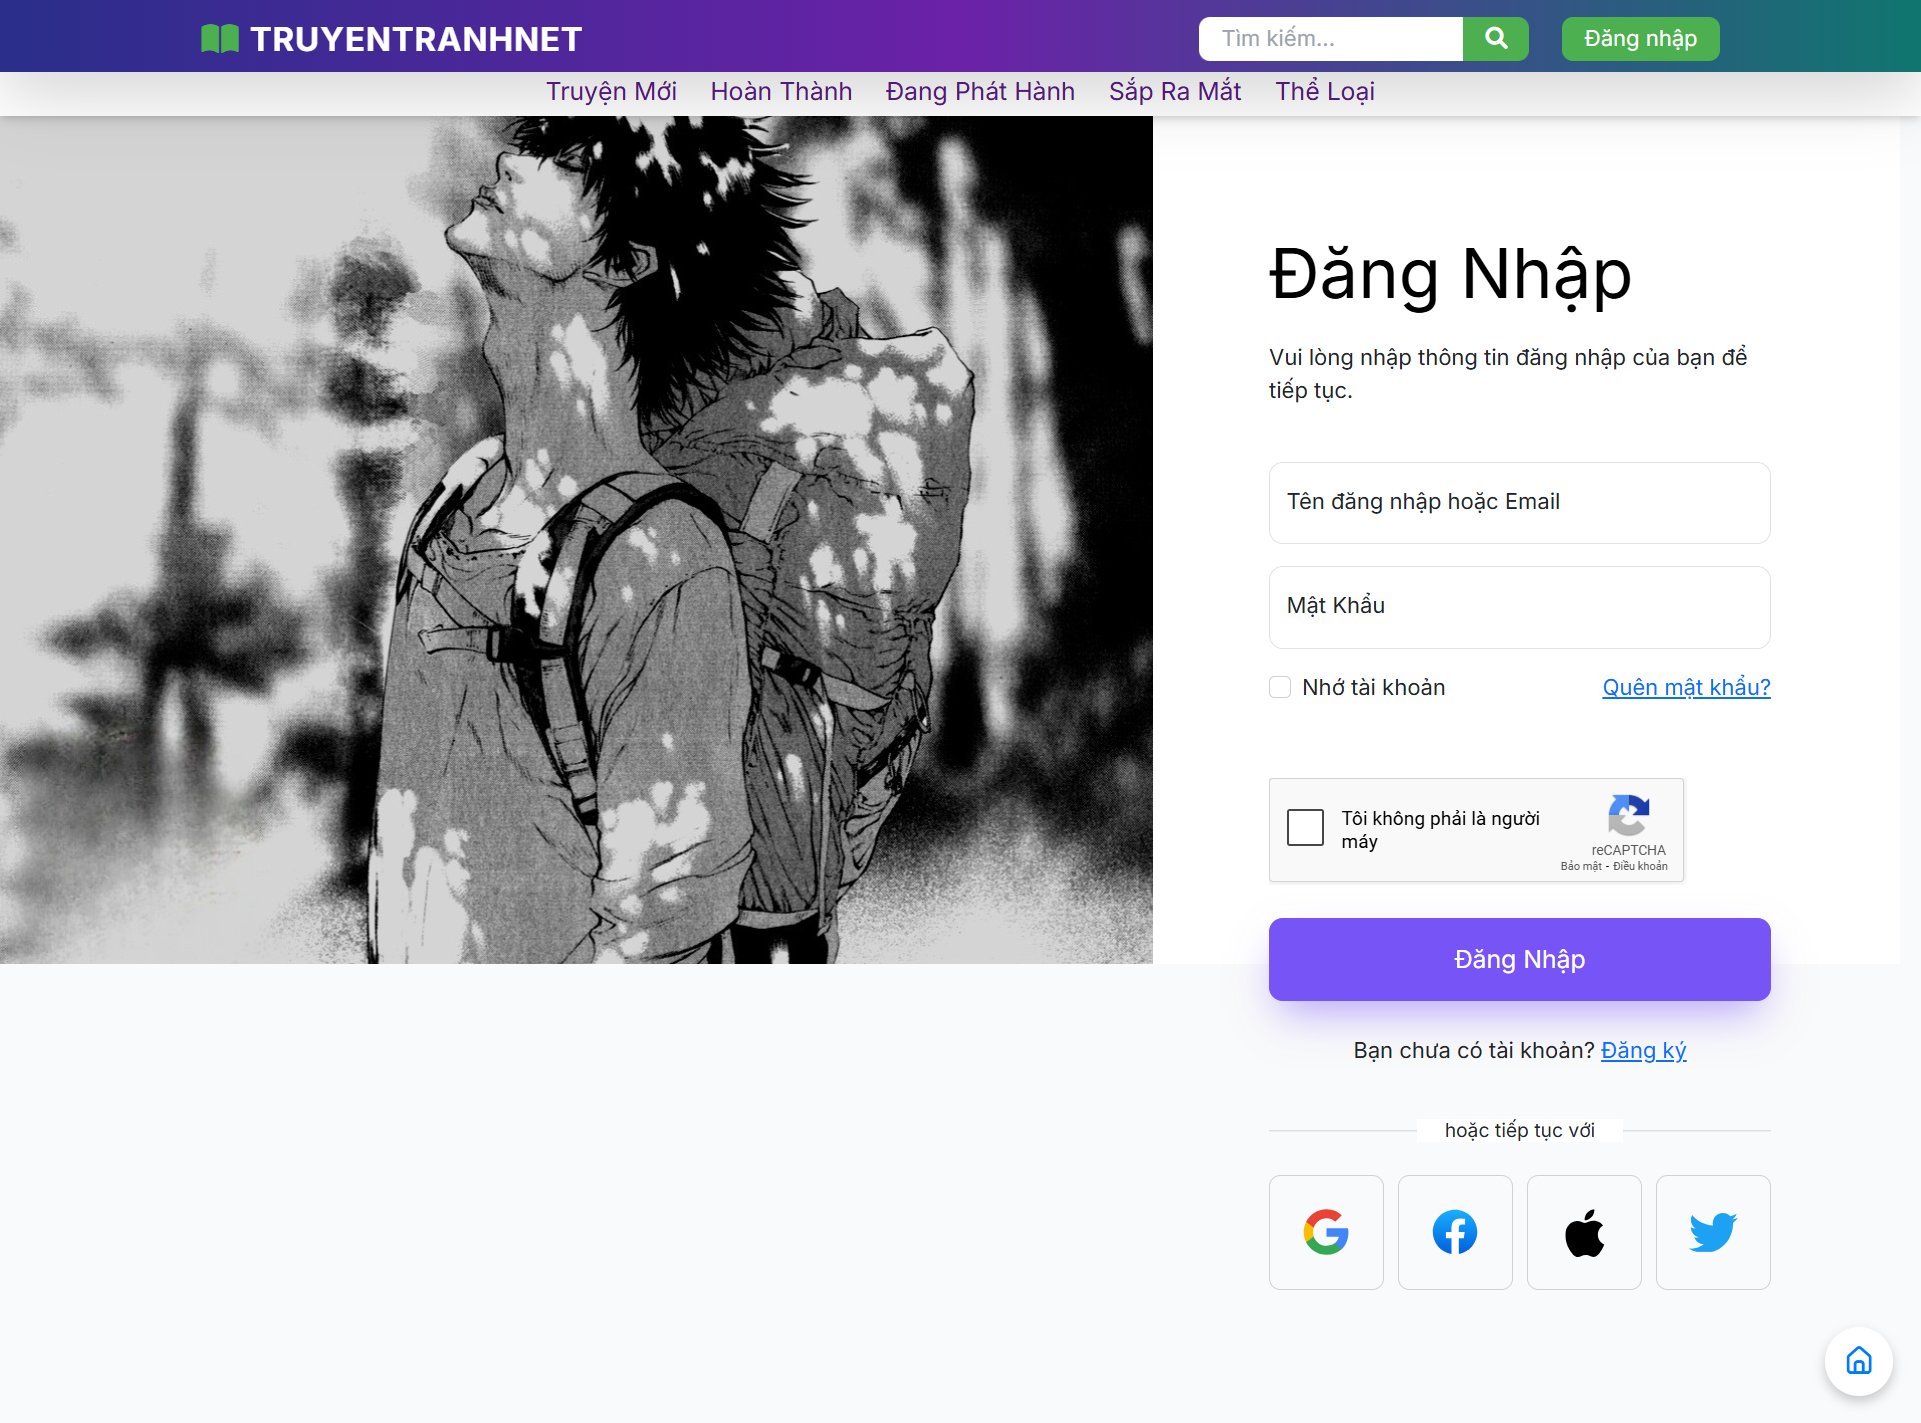 TRUYENTRANHNET
Tìm kiếm...
Đăng nhập
Truyện Mới
Hoàn Thành
Đang Phát Hành
Sắp Ra Mắt
Thể Loại
Đăng Nhập
Vui lòng nhập thông tin đăng nhập của bạn để
tiếp tục.
Tên đăng nhập hoặc Email
Mật Khẩu
Nhớ tài khoản
Quên mật khẩu?
Tôi không phải là người
máy
reCAPTCHA
Bảo mật - Điều khoản
Đăng Nhập
Bạn chưa có tài khoản? Đăng ký
hoặc tiếp tục với